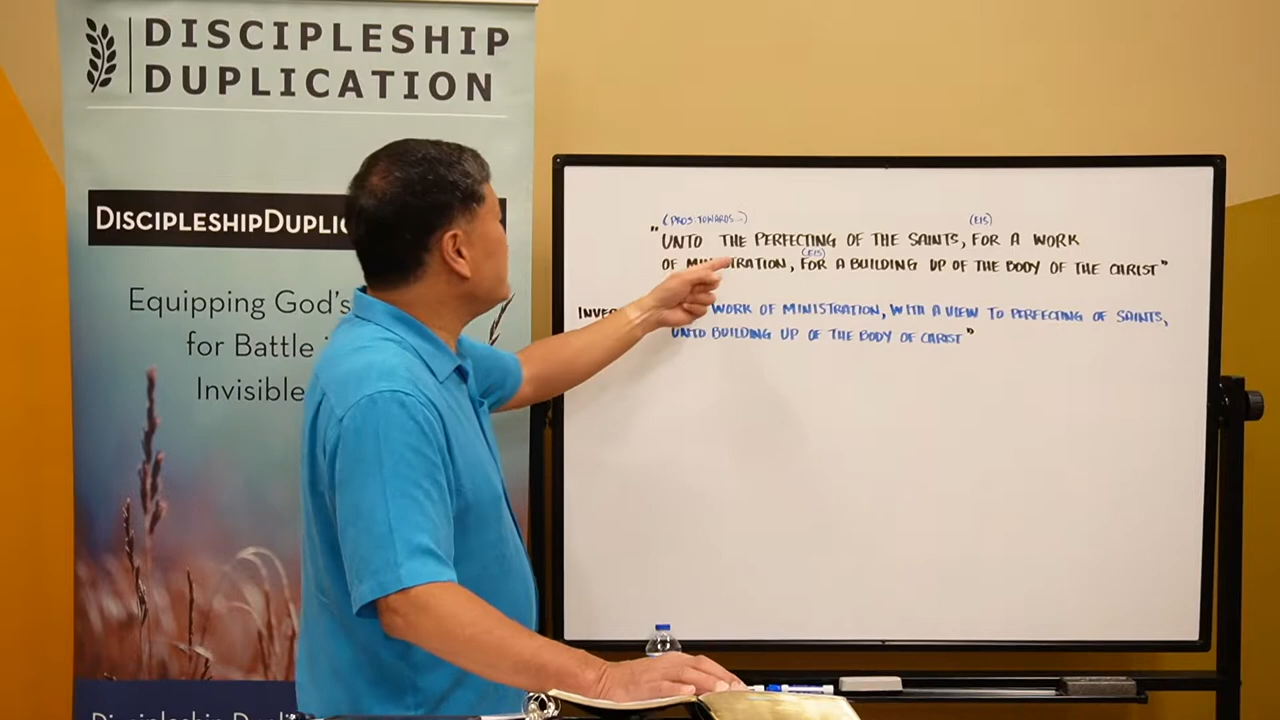 DISCIPLESHIP
DUPLICATION
DISCIPLESHIPDUPLIC
Equipping God's
for Battle
Invisible
(PROS: TOWARDS...)
(EIS)
"UNTO THE PERFECTING OF THE SAINTS, FOR A WORK
(EIS)
OF MINISTRATION, FOR A BUILDING UP OF THE BODY OF THE CHRIST"
WORK OF MINISTRATION, WITH A VIEW TO PERFECTING OF SAINTS,
UNTO BUILDING UP OF THE BODY OF CHRIST"